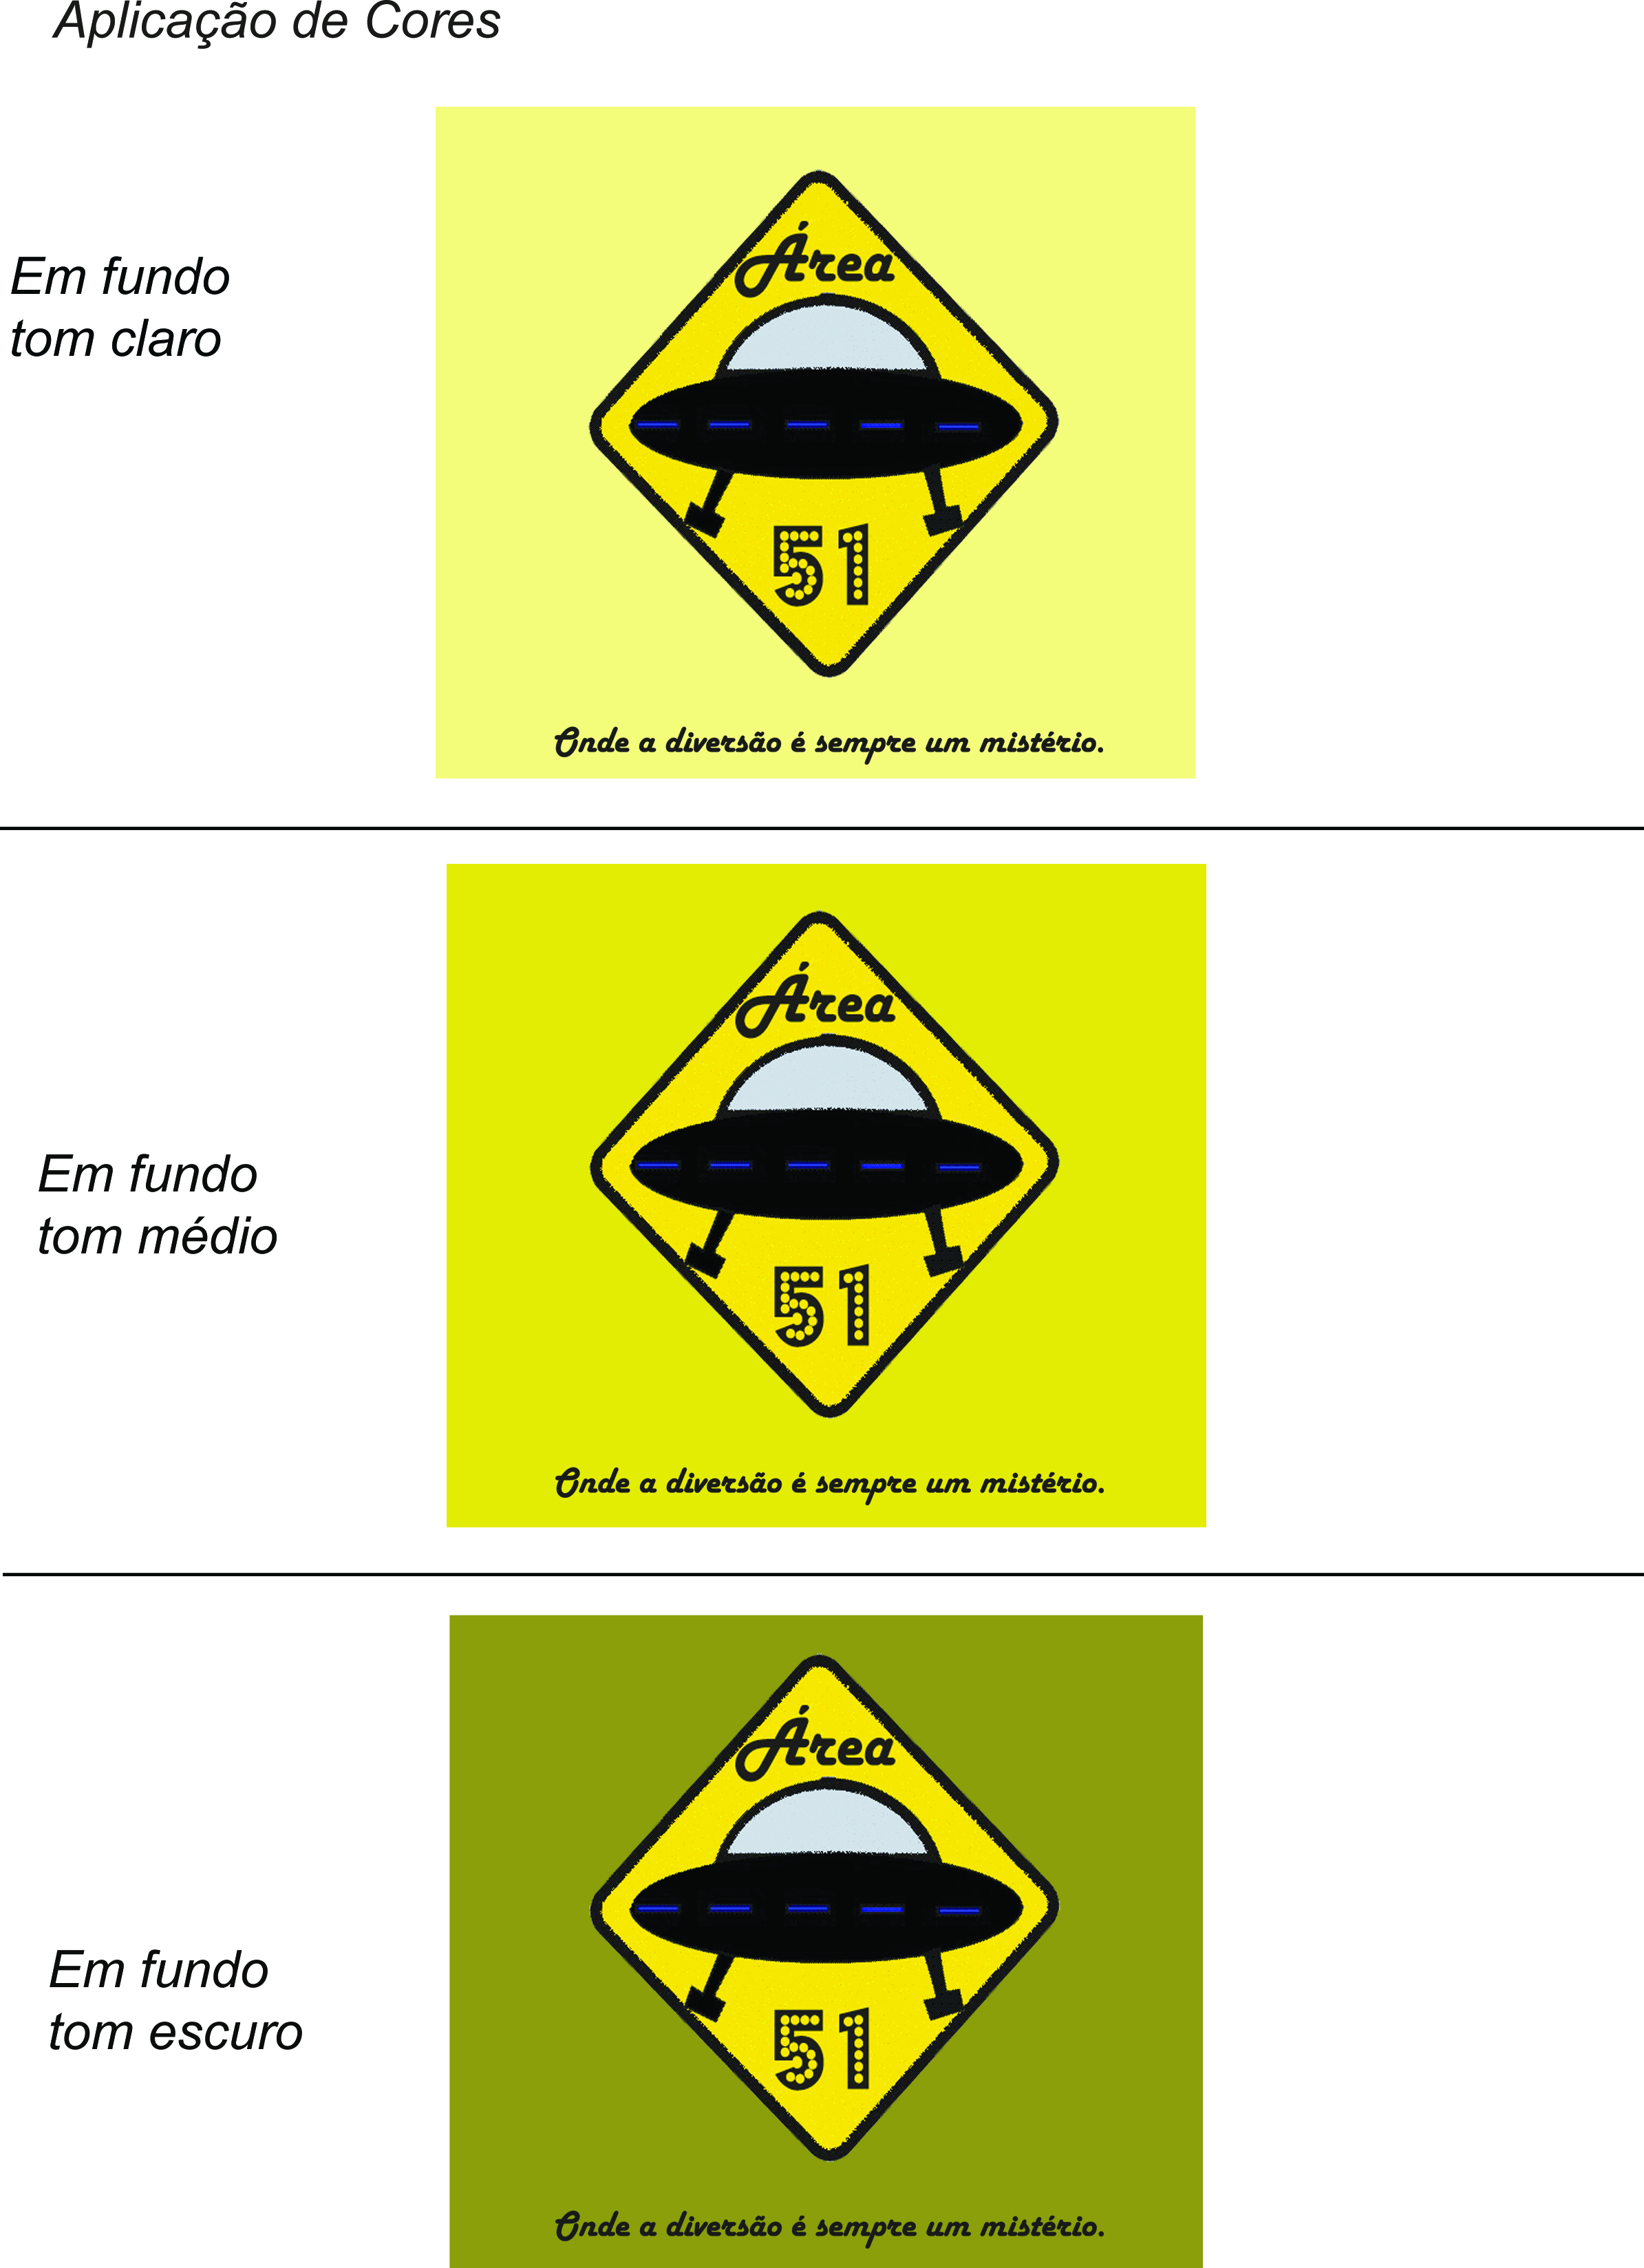 Aplicação de Cores
Em fundo
tom claro
Área
51
Onde a diversão é sempre um mistério.
Em fundo
tom médio
Área
51
Onde a diversão é sempre um mistério.
Em fundo
tom escuro
Área
51
Onde a diversão é sempre um mistério.